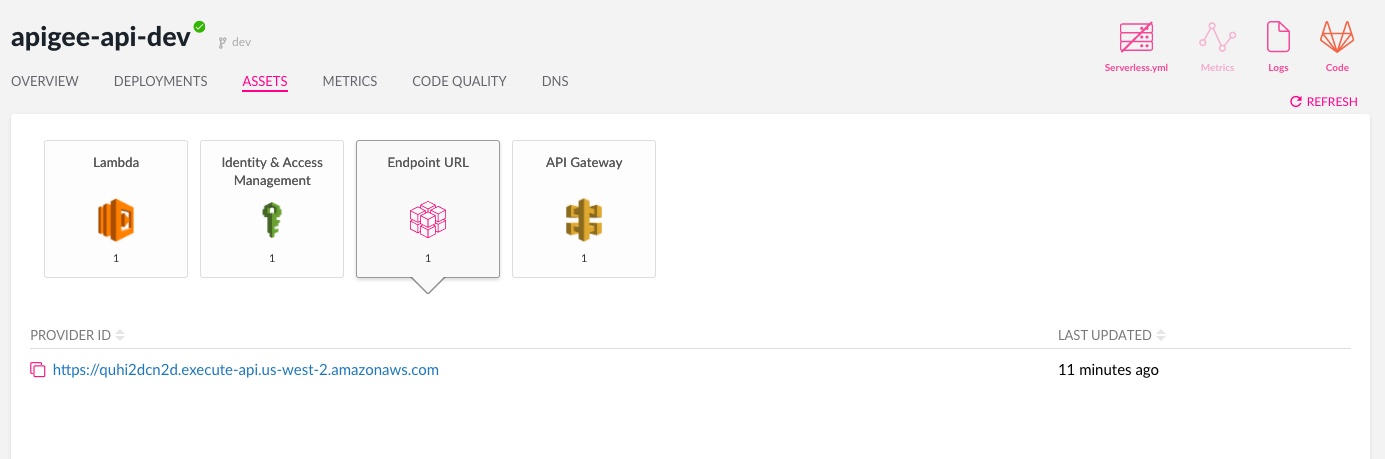 apigee-api-dev
dev
OVERVIEW DEPLOYMENTS ASSETS METRICS CODE QUALITY DNS
Serverless.yml Metrics Logs Code
REFRESH
Lambda
1
Identity & Access
Management
1
Endpoint URL
1
API Gateway
1
PROVIDER ID LAST UPDATED
https://quhi2dcn2d.execute-api.us-west-2.amazonaws.com 11 minutes ago